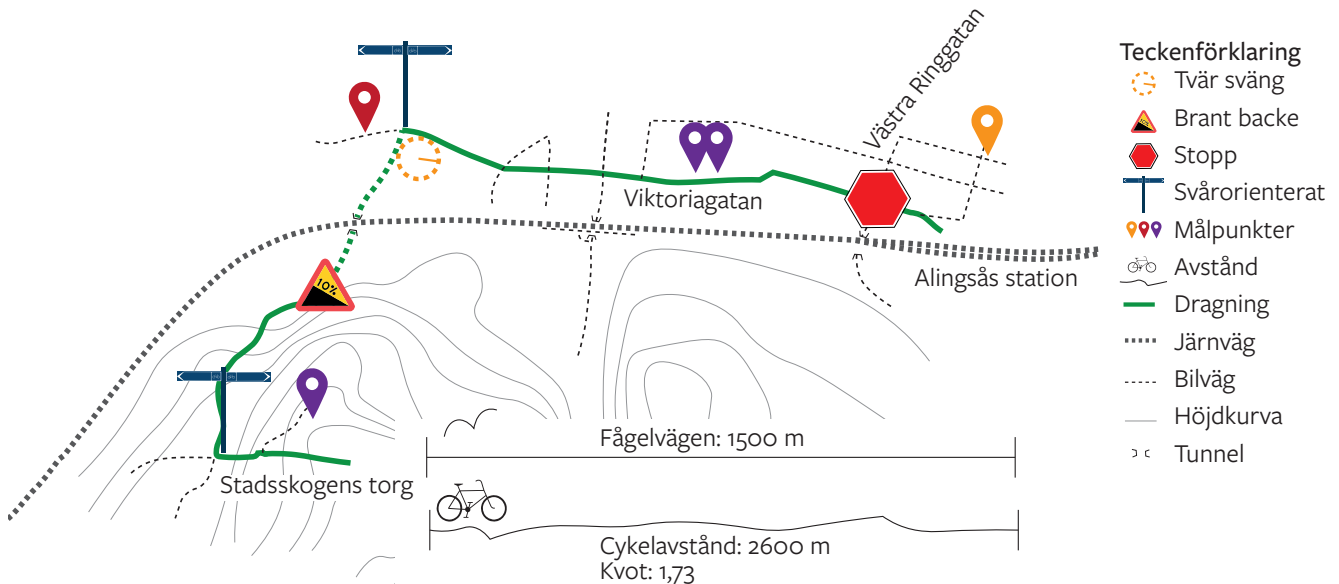 Västra Ringgatan
Viktoriagatan
Alingsås station
10%
Stadsskogens torg
Fågelvägen: 1500 m
Cykelavstånd: 2600 m
Kvot: 1,73
Teckenförklaring
Tvär sväng
10%
Brant backe
Stopp
Svårorienterat
Målpunkter
Avstånd
Dragning
Järnväg
Bilväg
Höjdkurva
Tunnel